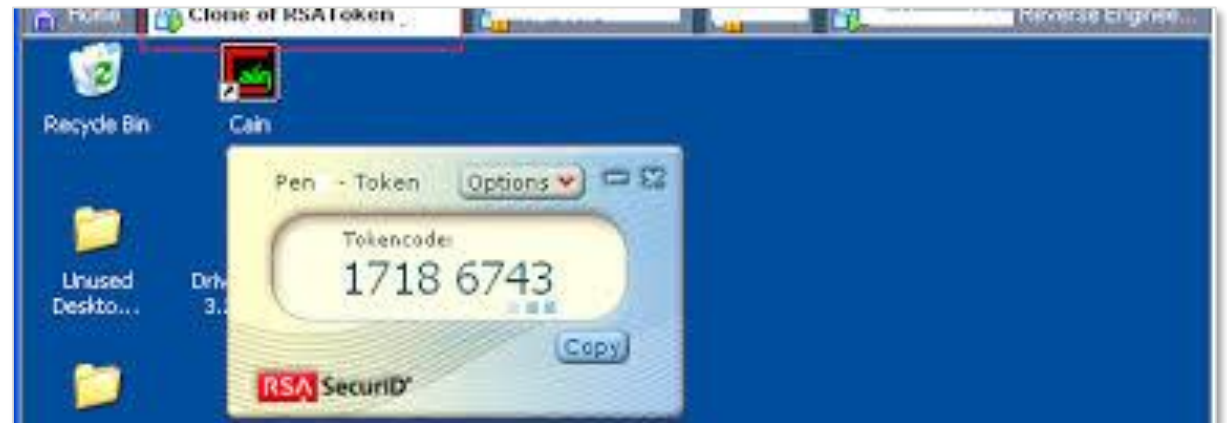 Home
Clone of RSAToken
Reverse Enginee...
Recycle Bin
Cain
Pen - Token
Options
Tokencode:
1718 6743
Unused
Deskto...
Copy
RSA SecurID